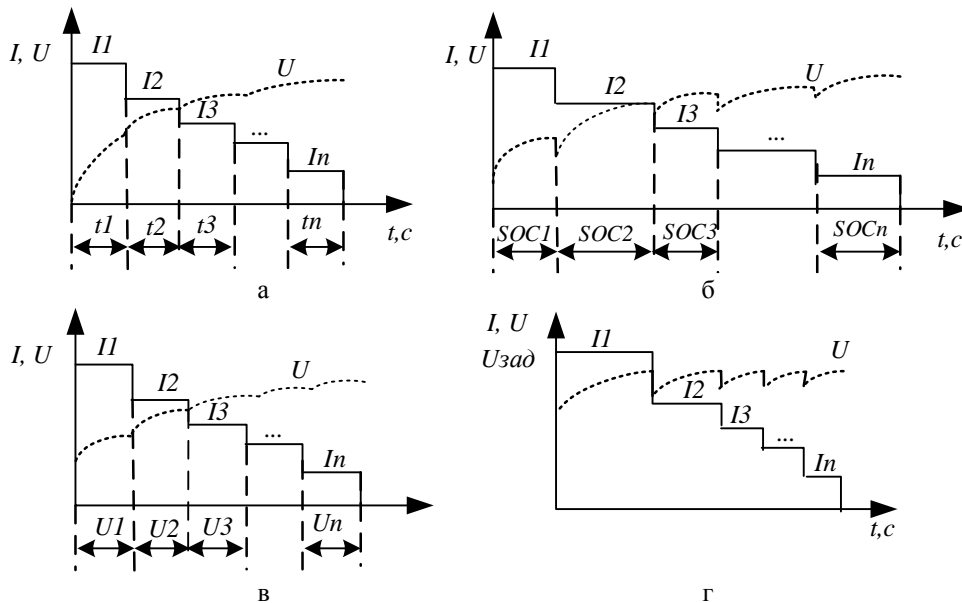 I, U
I1
I2
I3
...
In
U
t1
t2
t3
tn
t,c
а
I, U
I1
I2
I3
...
In
U
SOC1
SOC2
SOC3
SOCn
t,c
б
I, U
I1
I2
I3
...
In
U
U1
U2
U3
Un
t,c
в
I, U
Uзад
I1
I2
I3
...
In
U
t,c
г